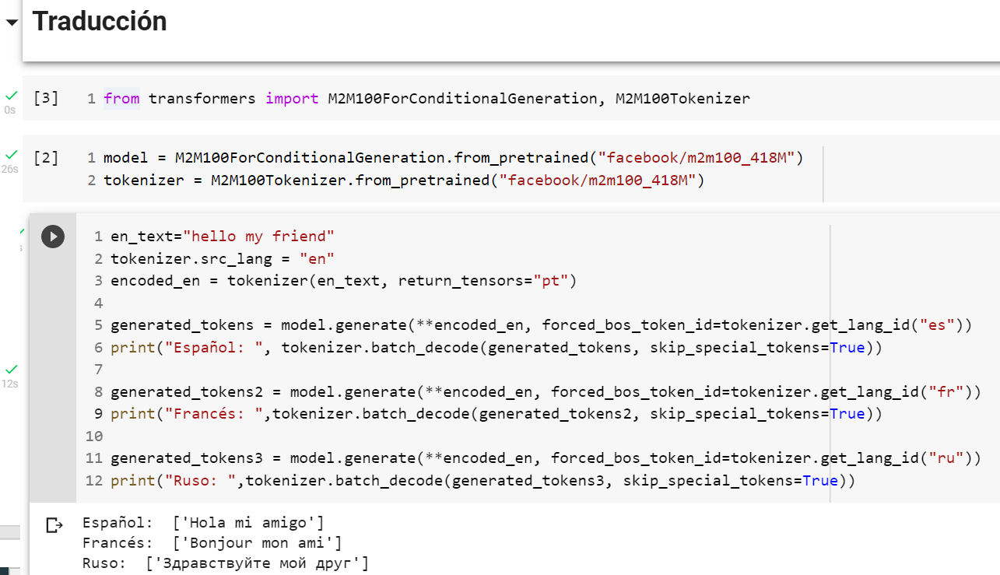 Traducción
[3] 1 from transformers import M2M100ForConditionalGeneration, M2M100Tokenizer
0s
[2] 1 model = M2M100ForConditionalGeneration.from_pretrained("facebook/m2m100_418M")
26s
2 tokenizer = M2M100Tokenizer.from_pretrained("facebook/m2m100_418M")
1 en_text="hello my friend"
2 tokenizer.src_lang = "en"
3 encoded_en = tokenizer(en_text, return_tensors="pt")
4
5 generated_tokens = model.generate(**encoded_en, forced_bos_token_id=tokenizer.get_lang_id("es"))
6 print("Español: ", tokenizer.batch_decode(generated_tokens, skip_special_tokens=True))
7
12s
8 generated_tokens2 = model.generate(**encoded_en, forced_bos_token_id=tokenizer.get_lang_id("fr"))
9 print("Francés: ",tokenizer.batch_decode(generated_tokens2, skip_special_tokens=True))
10
11 generated_tokens3 = model.generate(**encoded_en, forced_bos_token_id=tokenizer.get_lang_id("ru"))
12 print("Ruso: ",tokenizer.batch_decode(generated_tokens3, skip_special_tokens=True))
Español:  ['Hola mi amigo']
Francés:  ['Bonjour mon ami']
Ruso:  ['Здравствуйте мой друг']